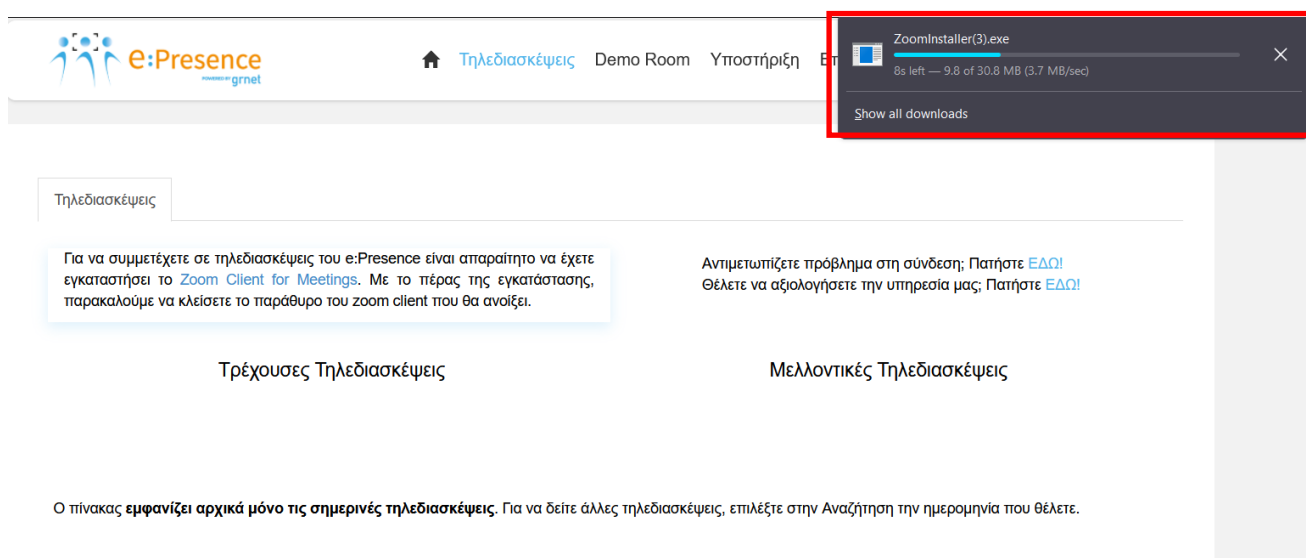 e:Presence
POWERED BY grnet
Τηλεδιασκέψεις Demo Room Υποστήριξη
ZoomInstaller(3).exe
8s left — 9.8 of 30.8 MB (3.7 MB/sec)
Show all downloads
Τηλεδιασκέψεις
Για να συμμετέχετε σε τηλεδιασκέψεις του e:Presence είναι απαραίτητο να έχετε
εγκαταστήσει το Zoom Client for Meetings. Με το πέρας της εγκατάστασης,
παρακαλούμε να κλείσετε το παράθυρο του zoom client που θα ανοίξει.
Αντιμετωπίζετε πρόβλημα στη σύνδεση; Πατήστε ΕΔΩ!
Θέλετε να αξιολογήσετε την υπηρεσία μας; Πατήστε ΕΔΩ!
Τρέχουσες Τηλεδιασκέψεις
Μελλοντικές Τηλεδιασκέψεις
Ο πίνακας εμφανίζει αρχικά μόνο τις σημερινές τηλεδιασκέψεις. Για να δείτε άλλες τηλεδιασκέψεις, επιλέξτε στην Αναζήτηση την ημερομηνία που θέλετε.